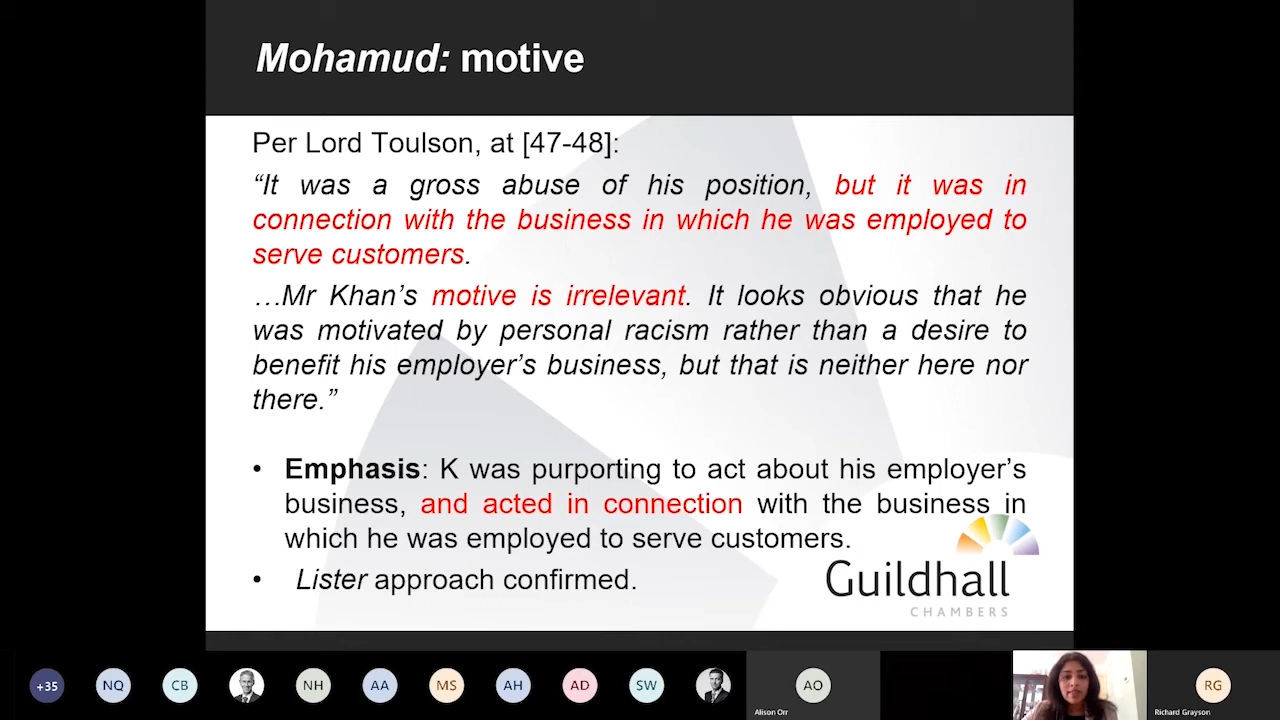 Mohamud: motive
Per Lord Toulson, at [47-48]:
“It was a gross abuse of his position, but it was in
connection with the business in which he was employed to
serve customers.
…Mr Khan’s motive is irrelevant. It looks obvious that he
was motivated by personal racism rather than a desire to
benefit his employer’s business, but that is neither here nor
there.”
• Emphasis: K was purporting to act about his employer’s
business, and acted in connection with the business in
which he was employed to serve customers.
• Lister approach confirmed.
Guildhall
CHAMBERS
+35
NQ
CB
NH
AA
MS
AH
AD
SW
AO
Alison Orr
RG
Richard Grayson